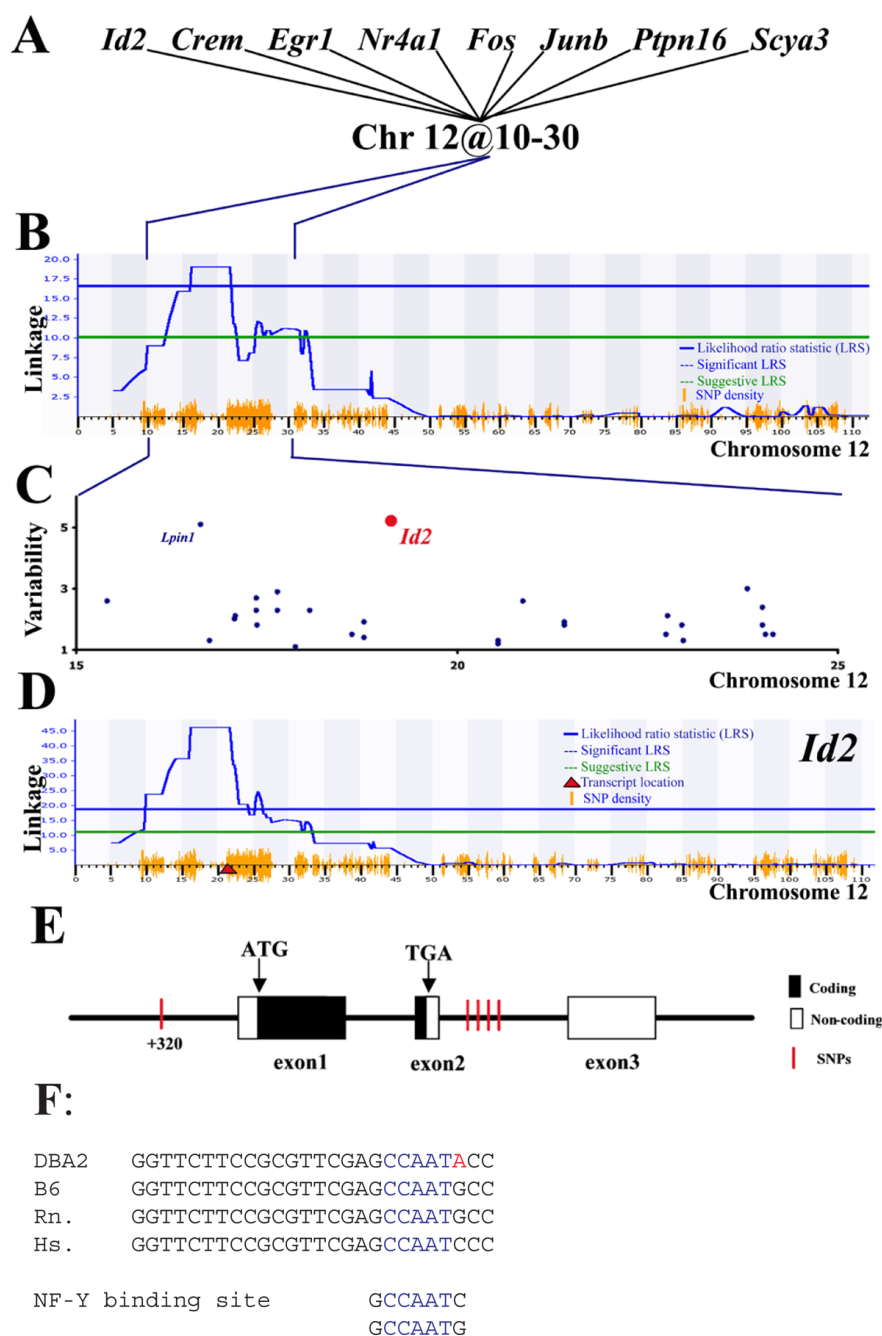 A
Id2 Crem Egr1 Nr4a1 Fos Junb Ptpn16 Scya3
Chr 12@10-30
B
Linkage
20.0
17.5
15.0
12.5
10.0
7.5
5.0
2.5
Likelihood ratio statistic (LRS)
Significant LRS
Suggestive LRS
SNP density
0 5 10 15 20 25 30 35 40 45 50 55 60 65 70 75 80 85 90 95 100 105 110
Chromosome 12
C
Variability
5
3
1
Lpin1
Id2
15 20 25
Chromosome 12
D
Linkage
45.0
40.0
35.0
30.0
25.0
20.0
15.0
10.0
5.0
Likelihood ratio statistic (LRS)
Significant LRS
Suggestive LRS
Transcript location
SNP density
Id2
0 5 10 15 20 25 30 35 40 45 50 55 60 65 70 75 80 85 90 95 100 105 110
Chromosome 12
E
ATG TGA
+320
exon1 exon2 exon3
Coding
Non-coding
SNPs
F:
DBA2 GGTTCTTCCGCGTTCGAGCCAATACC
B6 GGTTCTTCCGCGTTCGAGCCAATGCC
Rn. GGTTCTTCCGCGTTCGAGCCAATGCC
Hs. GGTTCTTCCGCGTTCGAGCCAATCCC
NF-Y binding site GCCAATC
GCCAATG